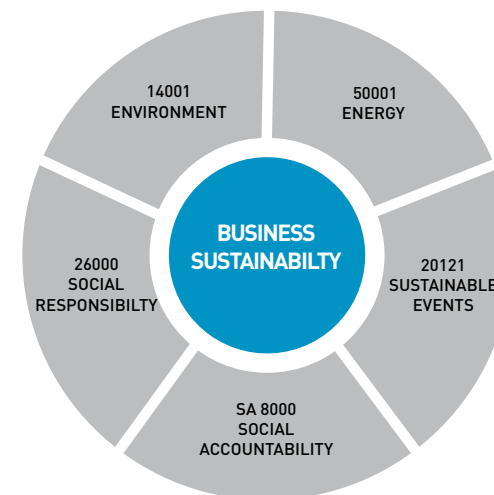 14001
ENVIRONMENT
50001
ENERGY
BUSINESS
SUSTAINABILTY
26000
SOCIAL
RESPONSIBILTY
20121
SUSTAINABLE
EVENTS
SA 8000
SOCIAL
ACCOUNTABILITY